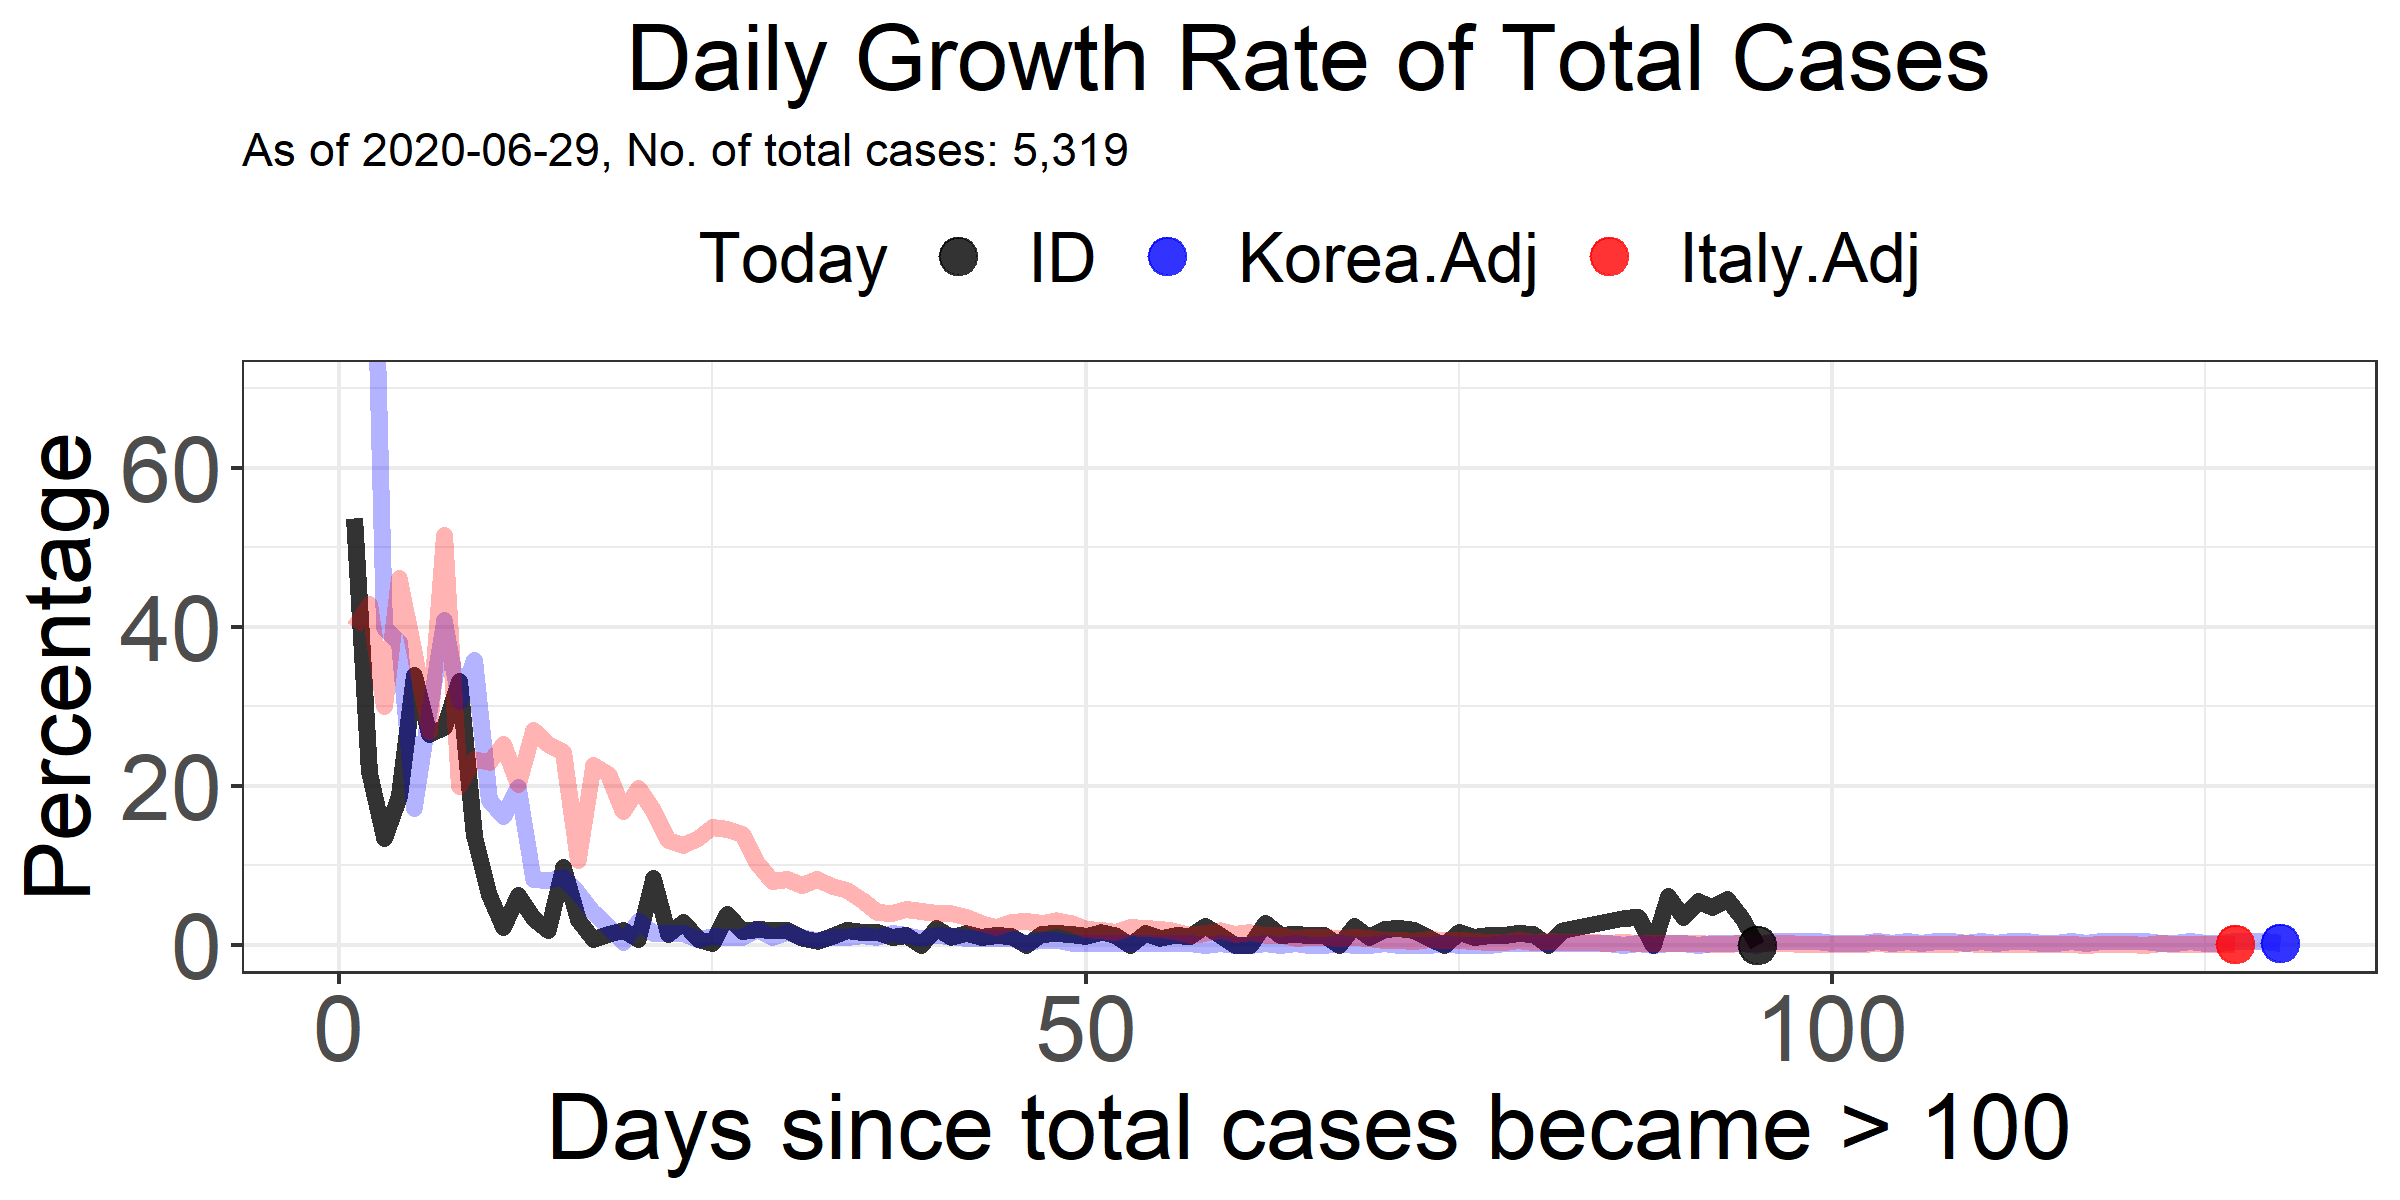 Daily Growth Rate of Total Cases
As of 2020-06-29, No. of total cases: 5,319
Today ID Korea.Adj Italy.Adj
Percentage
60
40
20
0
0 50 100
Days since total cases became > 100